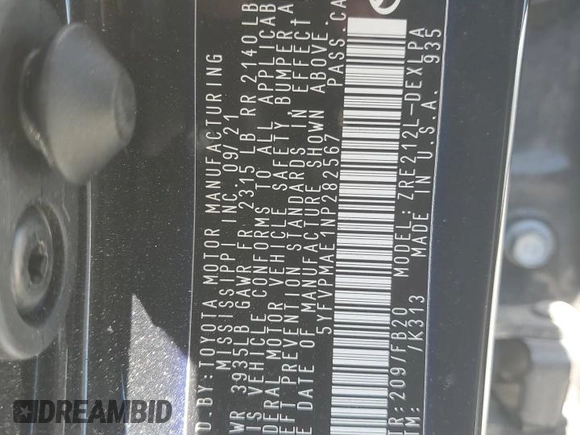 D BY: TOYOTA MOTOR MANUFACTURING
MISSISSIPPI INC. 09/21
WR 3935LB GAWR FR 2315 LB RR 2140 LB
IS VEHICLE CONFORMS TO ALL APPLICAB
DERAL MOTOR VEHICLE SAFETY, BUMPER, A
EFT PREVENTION STANDARDS IN EFFECT
E DATE OF MANUFACTURE SHOWN ABOVE.
5YFVPMAE1NP282567 PASS.CA
TR:209/FB20 MODEL: ZRE212L-DEXLPA
TM: /K313 MADE IN U.S.A. 935
DREAMBID